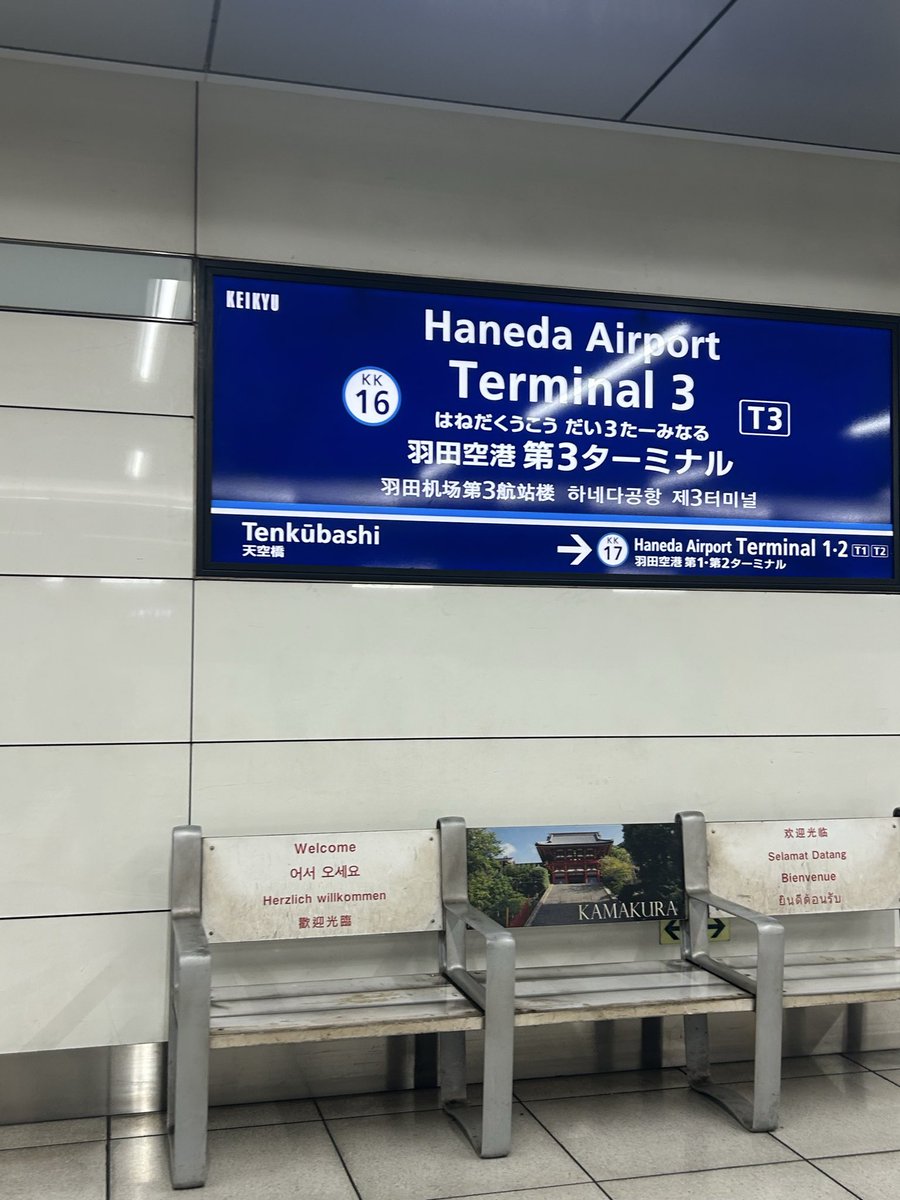 KEIKYU
Haneda Airport
Terminal 3
KK
16
T3
はねだくうこう だい3たーみなる
羽田空港 第3ターミナル
羽田机场第3航站楼 하네다공항 제3터미널
Tenkūbashi
天空橋
→ KK 17 Haneda Airport Terminal 1·2 T1 T2
羽田空港 第1·第2ターミナル
Welcome
어서 오세요
Herzlich willkommen
歡迎光臨
KAMAKURA
欢迎光临
Selamat Datang
Bienvenue
ยินดีต้อนรับ